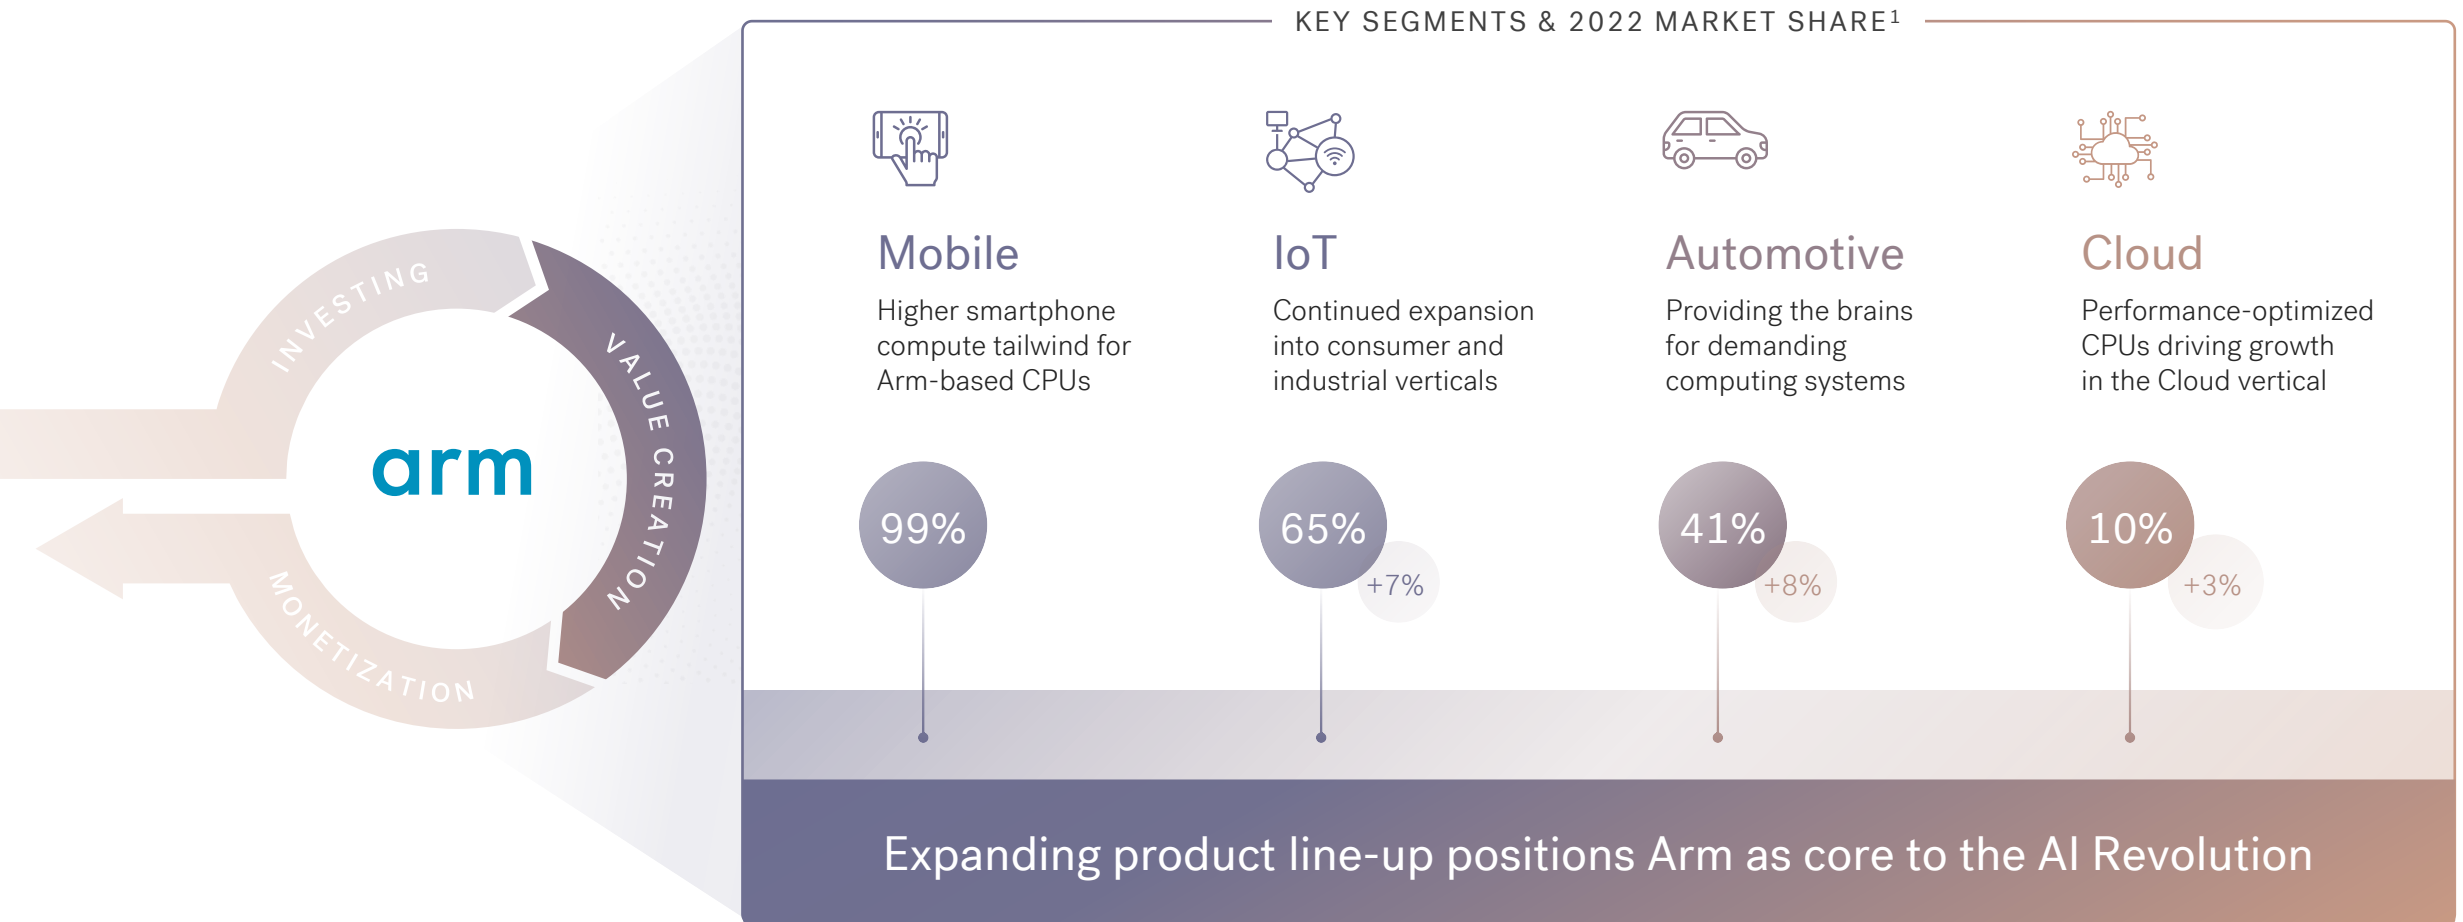 KEY SEGMENTS & 2022 MARKET SHARE¹
INVESTING
VALUE CREATION
MONETIZATION
arm
Mobile
Higher smartphone
compute tailwind for
Arm-based CPUs
99%
IoT
Continued expansion
into consumer and
industrial verticals
65%
+7%
Automotive
Providing the brains
for demanding
computing systems
41%
+8%
Cloud
Performance-optimized
CPUs driving growth
in the Cloud vertical
10%
+3%
Expanding product line-up positions Arm as core to the AI Revolution